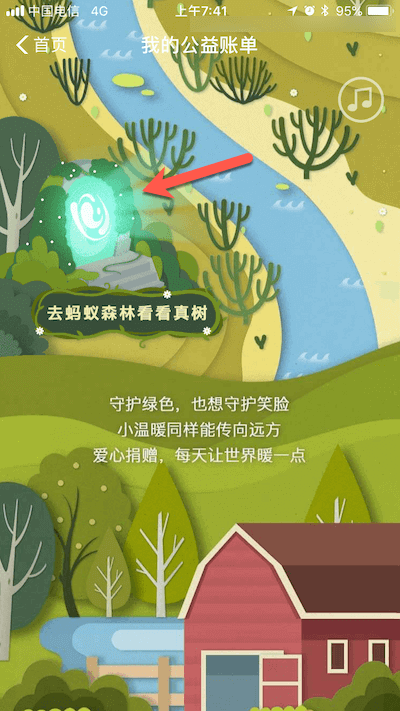 中国电信 4G 上午7:41 95%
首页 我的公益账单
去蚂蚁森林看看真树
守护绿色，也想守护笑脸
小温暖同样能传向远方
爱心捐赠，每天让世界暖一点